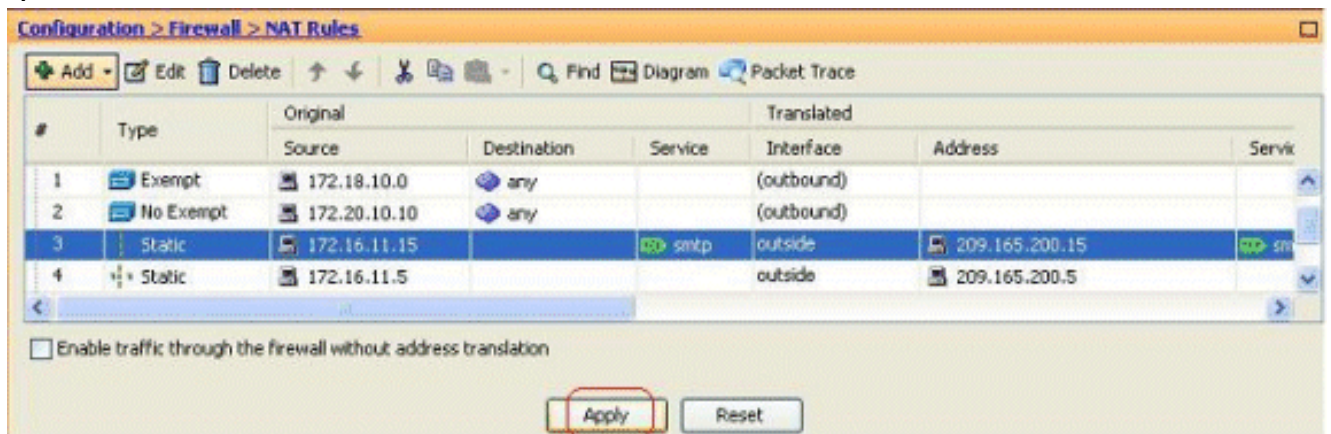 Configuration > Firewall > NAT Rules
Add Edit Delete Find Diagram Packet Trace
# Type Original Translated
Source Destination Service Interface Address Servic
1 Exempt 172.18.10.0 any (outbound)
2 No Exempt 172.20.10.10 any (outbound)
3 Static 172.16.11.15 smtp outside 209.165.200.15 sm
4 Static 172.16.11.5 outside 209.165.200.5
Enable traffic through the firewall without address translation
Apply Reset